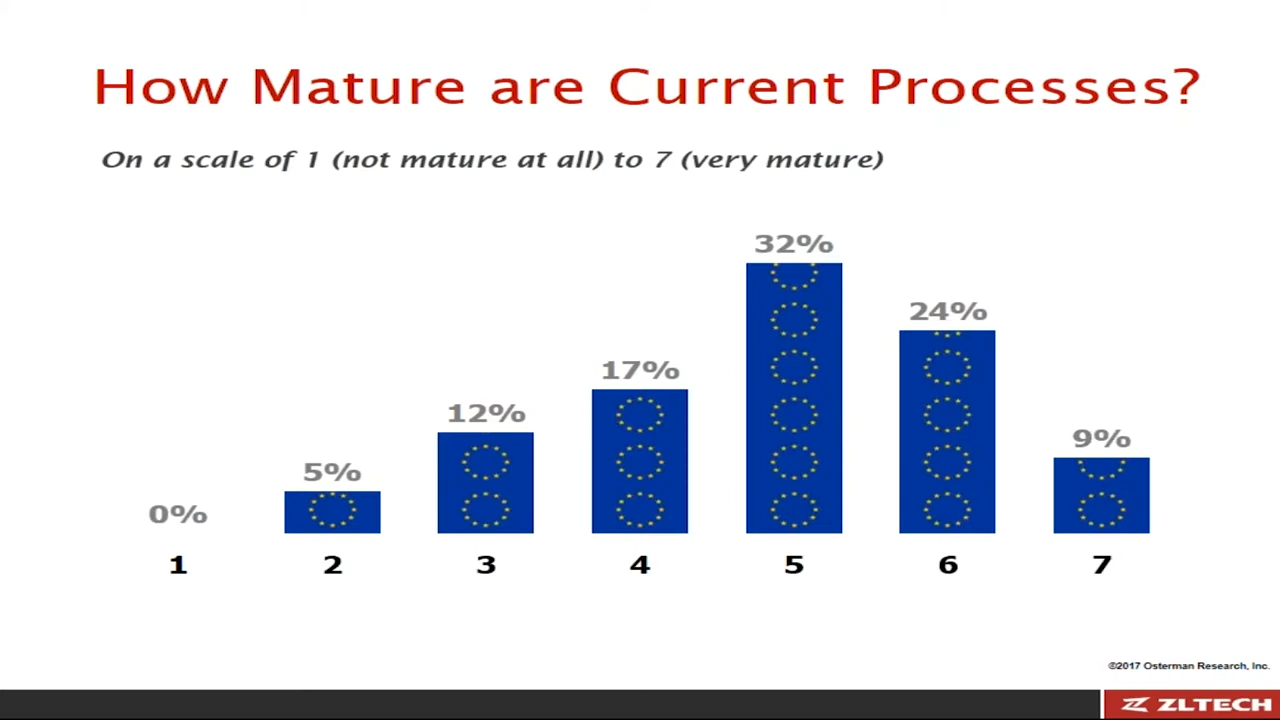 How Mature are Current Processes?
On a scale of 1 (not mature at all) to 7 (very mature)
32%
24%
17%
12%
9%
5%
0%
1 2 3 4 5 6 7
©2017 Osterman Research, Inc.
ZLTECH